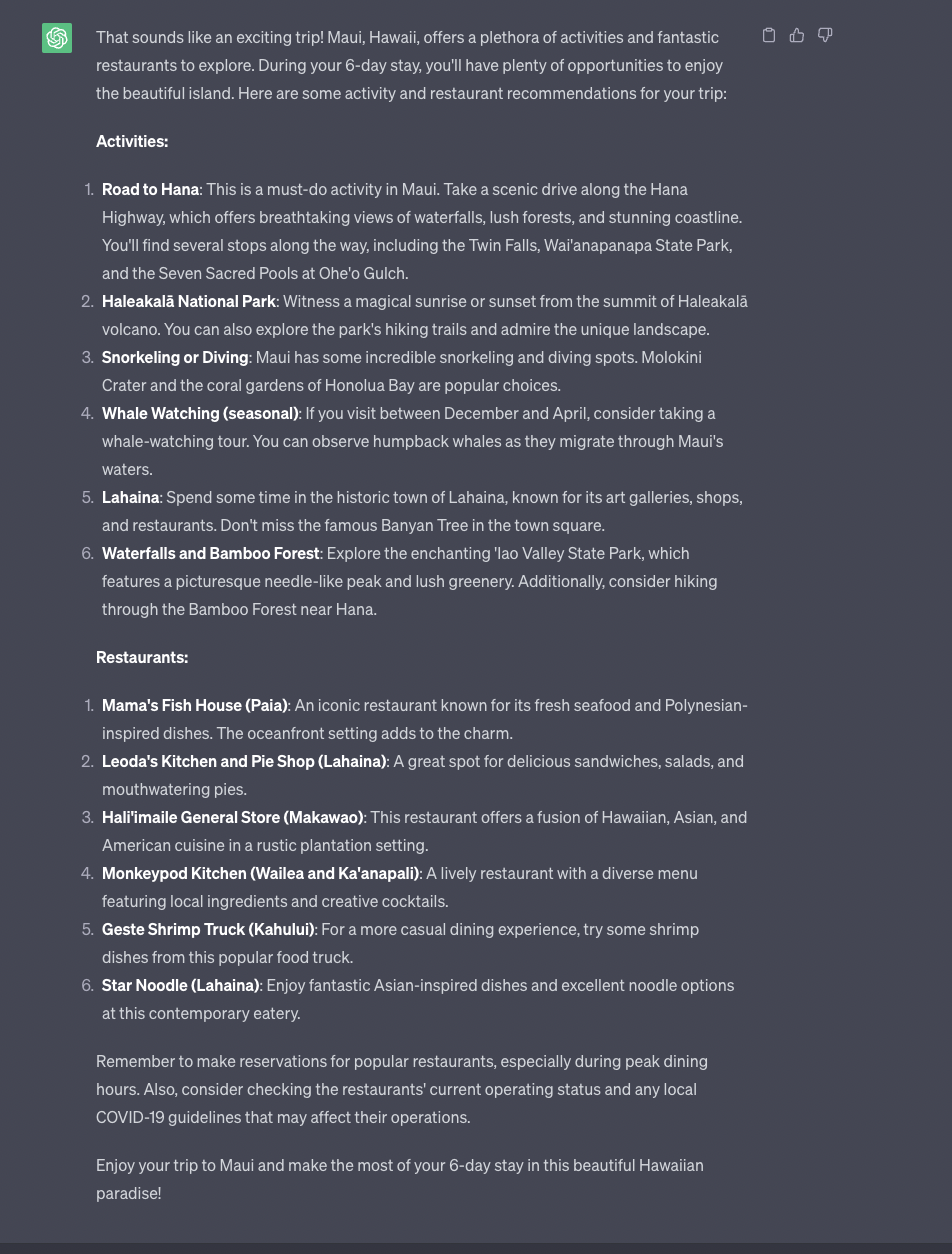 That sounds like an exciting trip! Maui, Hawaii, offers a plethora of activities and fantastic
restaurants to explore. During your 6-day stay, you'll have plenty of opportunities to enjoy
the beautiful island. Here are some activity and restaurant recommendations for your trip:
Activities:
1. Road to Hana: This is a must-do activity in Maui. Take a scenic drive along the Hana
Highway, which offers breathtaking views of waterfalls, lush forests, and stunning coastline.
You'll find several stops along the way, including the Twin Falls, Wai'anapanapa State Park,
and the Seven Sacred Pools at Ohe'o Gulch.
2. Haleakalā National Park: Witness a magical sunrise or sunset from the summit of Haleakalā
volcano. You can also explore the park's hiking trails and admire the unique landscape.
3. Snorkeling or Diving: Maui has some incredible snorkeling and diving spots. Molokini
Crater and the coral gardens of Honolua Bay are popular choices.
4. Whale Watching (seasonal): If you visit between December and April, consider taking a
whale-watching tour. You can observe humpback whales as they migrate through Maui's
waters.
5. Lahaina: Spend some time in the historic town of Lahaina, known for its art galleries, shops,
and restaurants. Don't miss the famous Banyan Tree in the town square.
6. Waterfalls and Bamboo Forest: Explore the enchanting 'Iao Valley State Park, which
features a picturesque needle-like peak and lush greenery. Additionally, consider hiking
through the Bamboo Forest near Hana.
Restaurants:
1. Mama's Fish House (Paia): An iconic restaurant known for its fresh seafood and Polynesian-
inspired dishes. The oceanfront setting adds to the charm.
2. Leoda's Kitchen and Pie Shop (Lahaina): A great spot for delicious sandwiches, salads, and
mouthwatering pies.
3. Hali'imaile General Store (Makawao): This restaurant offers a fusion of Hawaiian, Asian, and
American cuisine in a rustic plantation setting.
4. Monkeypod Kitchen (Wailea and Ka'anapali): A lively restaurant with a diverse menu
featuring local ingredients and creative cocktails.
5. Geste Shrimp Truck (Kahului): For a more casual dining experience, try some shrimp
dishes from this popular food truck.
6. Star Noodle (Lahaina): Enjoy fantastic Asian-inspired dishes and excellent noodle options
at this contemporary eatery.
Remember to make reservations for popular restaurants, especially during peak dining
hours. Also, consider checking the restaurants' current operating status and any local
COVID-19 guidelines that may affect their operations.
Enjoy your trip to Maui and make the most of your 6-day stay in this beautiful Hawaiian
paradise!